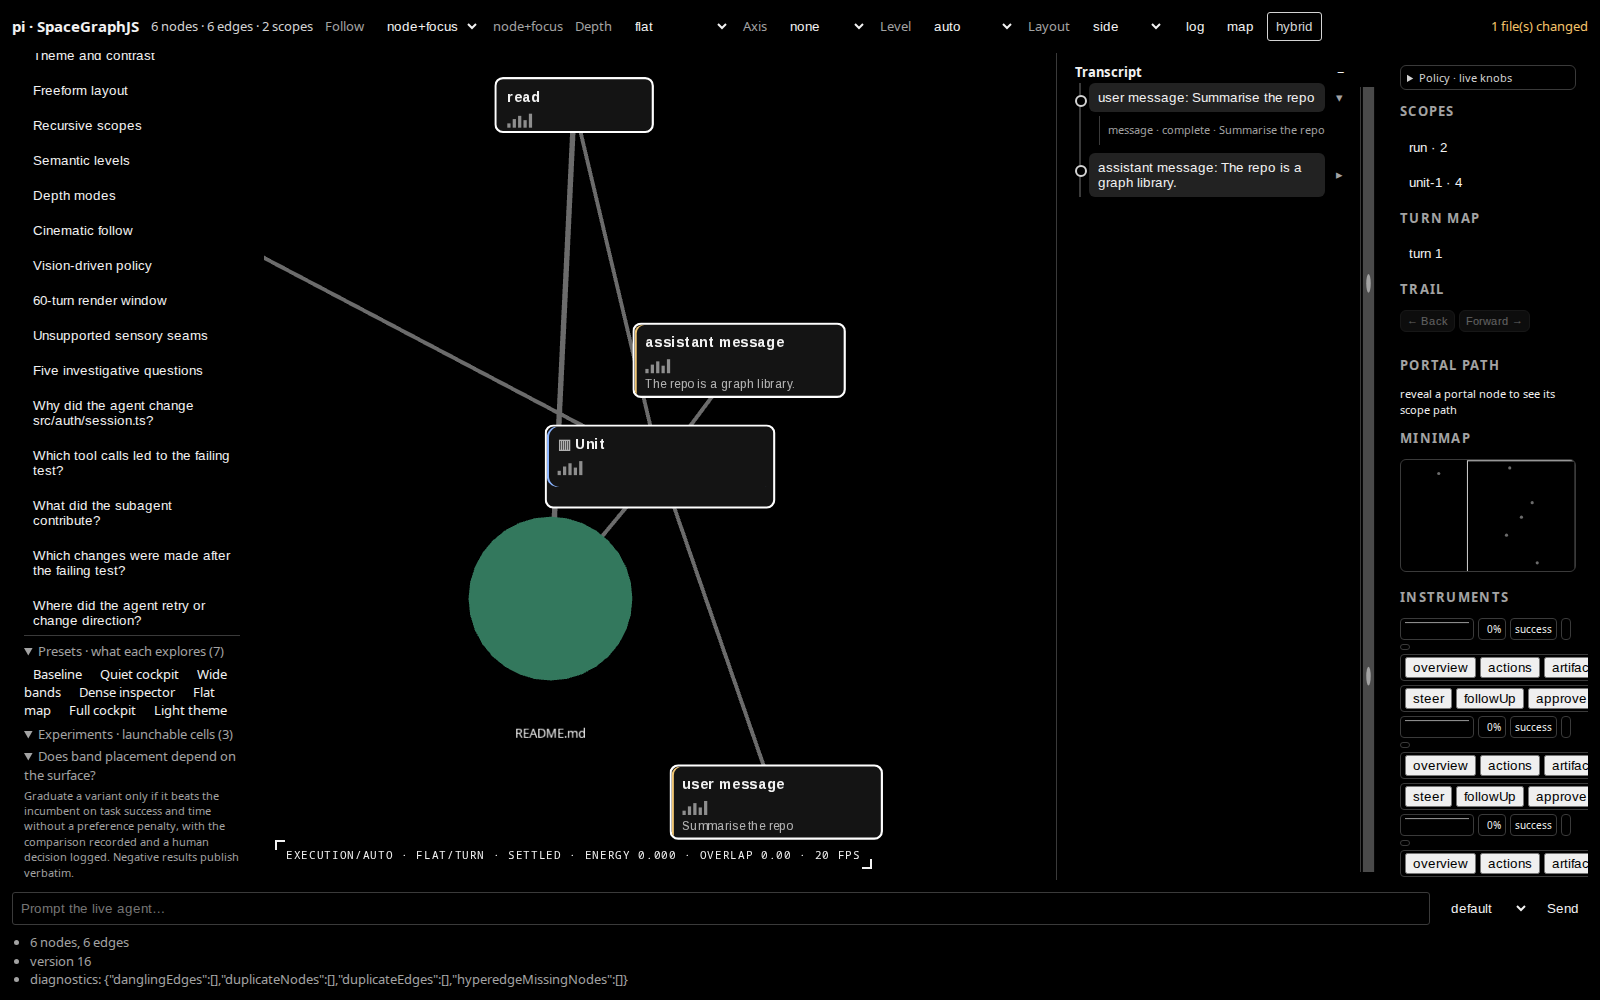 pi · SpaceGraphJS 6 nodes · 6 edges · 2 scopes Follow node+focus node+focus Depth flat Axis none Level auto Layout side log map hybrid 1 file(s) changed
Theme and contrast
Freeform layout
Recursive scopes
Semantic levels
Depth modes
Cinematic follow
Vision-driven policy
60-turn render window
Unsupported sensory seams
Five investigative questions
Why did the agent change
src/auth/session.ts?
Which tool calls led to the failing
test?
What did the subagent
contribute?
Which changes were made after
the failing test?
Where did the agent retry or
change direction?
▼ Presets · what each explores (7)
Baseline Quiet cockpit Wide
bands Dense inspector Flat
map Full cockpit Light theme
▼ Experiments · launchable cells (3)
▼ Does band placement depend on
the surface?
Graduate a variant only if it beats the
incumbent on task success and time
without a preference penalty, with the
comparison recorded and a human
decision logged. Negative results publish
verbatim.
read
assistant message
The repo is a graph library.
▥ Unit
README.md
user message
Summarise the repo
EXECUTION/AUTO · FLAT/TURN · SETTLED · ENERGY 0.000 · OVERLAP 0.00 · 20 FPS
Transcript –
user message: Summarise the repo ▾
message · complete · Summarise the repo
assistant message: The repo is a
graph library. ▸
▶ Policy · live knobs
SCOPES
run · 2
unit-1 · 4
TURN MAP
turn 1
TRAIL
← Back Forward →
PORTAL PATH
reveal a portal node to see its
scope path
MINIMAP
INSTRUMENTS
0% success
overview actions artifac
steer followUp approve
0% success
overview actions artifac
steer followUp approve
0% success
overview actions artifac
Prompt the live agent… default Send
• 6 nodes, 6 edges
• version 16
• diagnostics: {"danglingEdges":[],"duplicateNodes":[],"duplicateEdges":[],"hyperedgeMissingNodes":[]}